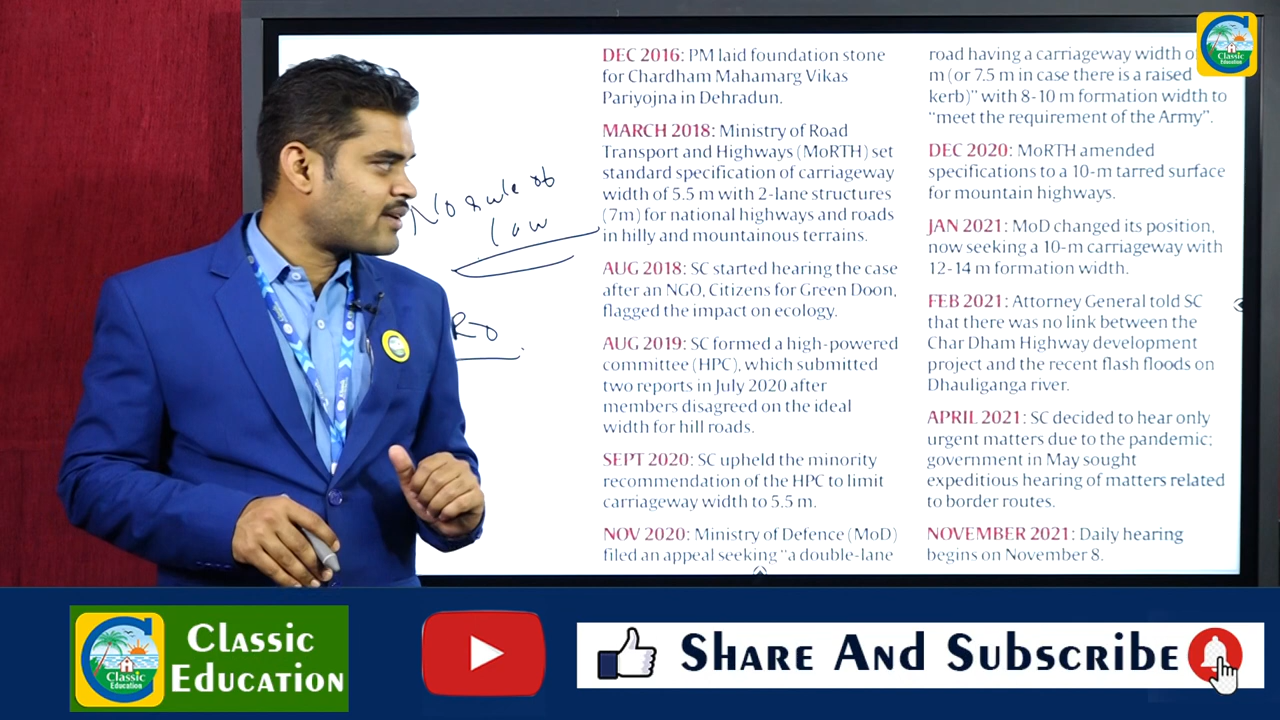 DEC 2016: PM laid foundation stone
for Chardham Mahamarg Vikas
Pariyojna in Dehradun.
MARCH 2018: Ministry of Road
Transport and Highways (MoRTH) set
standard specification of carriageway
width of 5.5 m with 2-lane structures
(7m) for national highways and roads
in hilly and mountainous terrains.
AUG 2018: SC started hearing the case
after an NGO, Citizens for Green Doon,
flagged the impact on ecology.
AUG 2019: SC formed a high-powered
committee (HPC), which submitted
two reports in July 2020 after
members disagreed on the ideal
width for hill roads.
SEPT 2020: SC upheld the minority
recommendation of the HPC to limit
carriageway width to 5.5 m.
NOV 2020: Ministry of Defence (MoD)
filed an appeal seeking "a double-lane
road having a carriageway width of
m (or 7.5 m in case there is a raised
kerb)" with 8-10 m formation width to
"meet the requirement of the Army".
DEC 2020: MoRTH amended
specifications to a 10-m tarred surface
for mountain highways.
JAN 2021: MoD changed its position,
now seeking a 10-m carriageway with
12-14 m formation width.
FEB 2021: Attorney General told SC
that there was no link between the
Char Dham Highway development
project and the recent flash floods on
Dhauliganga river.
APRIL 2021: SC decided to hear only
urgent matters due to the pandemic;
government in May sought
expeditious hearing of matters related
to border routes.
NOVEMBER 2021: Daily hearing
begins on November 8.
No rule of
law
RO
Classic
Education
Classic
Education
Classic
Education
Share And Subscribe